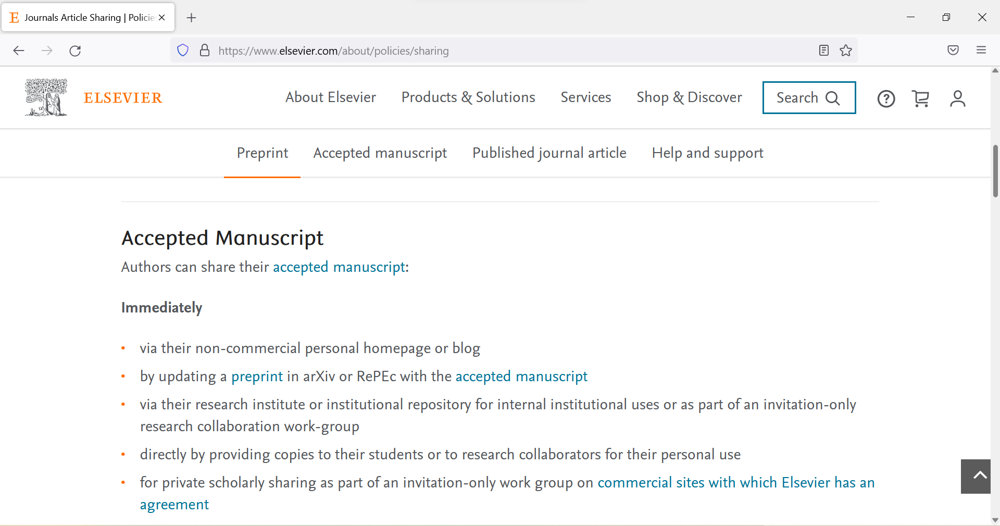 Journals Article Sharing | Policie
https://www.elsevier.com/about/policies/sharing
ELSEVIER
About Elsevier
Products & Solutions
Services
Shop & Discover
Search
Preprint
Accepted manuscript
Published journal article
Help and support
Accepted Manuscript
Authors can share their accepted manuscript:
Immediately
• via their non-commercial personal homepage or blog
• by updating a preprint in arXiv or RePEc with the accepted manuscript
• via their research institute or institutional repository for internal institutional uses or as part of an invitation-only
research collaboration work-group
• directly by providing copies to their students or to research collaborators for their personal use
• for private scholarly sharing as part of an invitation-only work group on commercial sites with which Elsevier has an
agreement